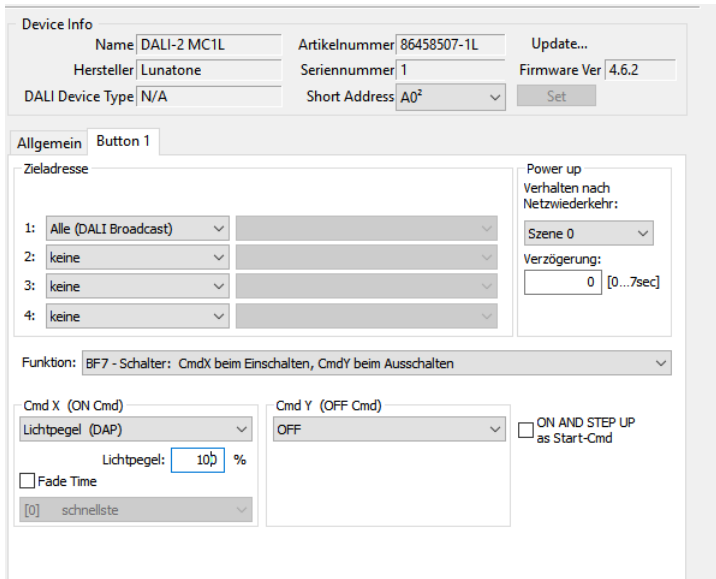 Device Info
Name DALI-2 MC1L Artikelnummer 86458507-1L Update...
Hersteller Lunatone Seriennummer 1 Firmware Ver 4.6.2
DALI Device Type N/A Short Address A0² Set
Allgemein Button 1
Zieladresse
1: Alle (DALI Broadcast)
2: keine
3: keine
4: keine
Power up
Verhalten nach
Netzwiederkehr:
Szene 0
Verzögerung:
0 [0...7sec]
Funktion: BF7 - Schalter: CmdX beim Einschalten, CmdY beim Ausschalten
Cmd X (ON Cmd)
Lichtpegel (DAP)
Lichtpegel: 100 %
Fade Time
[0] schnellste
Cmd Y (OFF Cmd)
OFF
ON AND STEP UP
as Start-Cmd